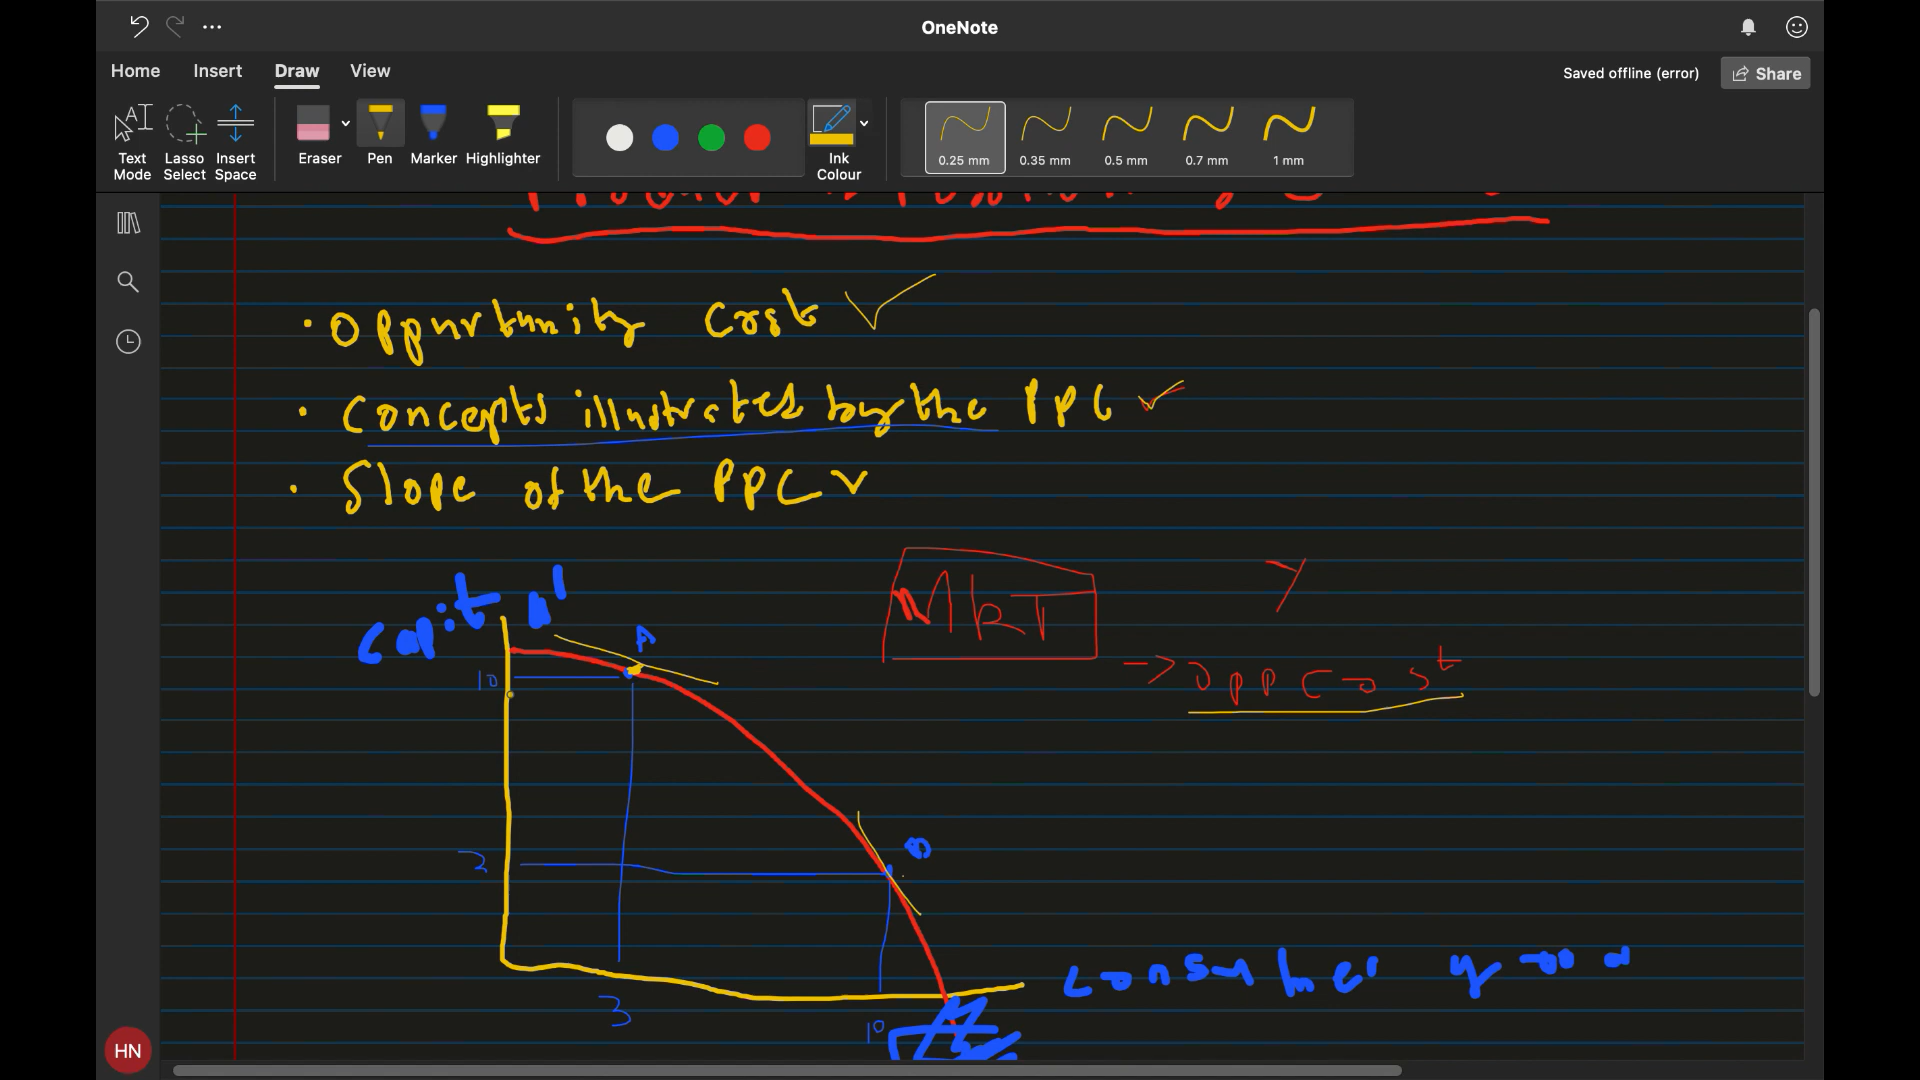 OneNote
Home Insert Draw View
Saved offline (error) Share
Text Mode
Lasso Select
Insert Space
Eraser
Pen
Marker
Highlighter
Ink Colour
0.25 mm
0.35 mm
0.5 mm
0.7 mm
1 mm
• Oppurtunity Cost
• Concepts illustrates by the PPC
• Slope of the PPC
MRT
Capital
A
10
→ Opp Cost
B
2
Consumer good
3
10
HN